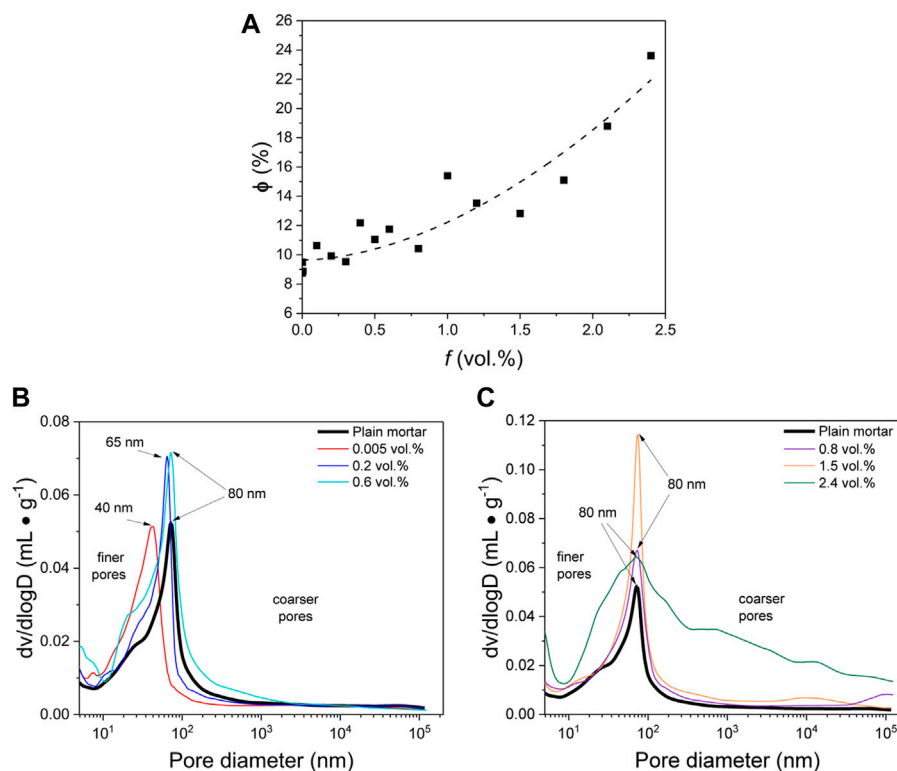 A
26
24
22
20
18
16
14
12
10
8
6
ϕ (%)
0.0 0.5 1.0 1.5 2.0 2.5
f (vol.%)
B
0.08
0.06
0.04
0.02
0.00
dv/dlogD (mL • g⁻¹)
65 nm
40 nm
80 nm
Plain mortar
0.005 vol.%
0.2 vol.%
0.6 vol.%
finer
pores
coarser
pores
10¹ 10² 10³ 10⁴ 10⁵
Pore diameter (nm)
C
0.12
0.10
0.08
0.06
0.04
0.02
0.00
dv/dlogD (mL • g⁻¹)
80 nm
80 nm
Plain mortar
0.8 vol.%
1.5 vol.%
2.4 vol.%
finer
pores
coarser
pores
10¹ 10² 10³ 10⁴ 10⁵
Pore diameter (nm)